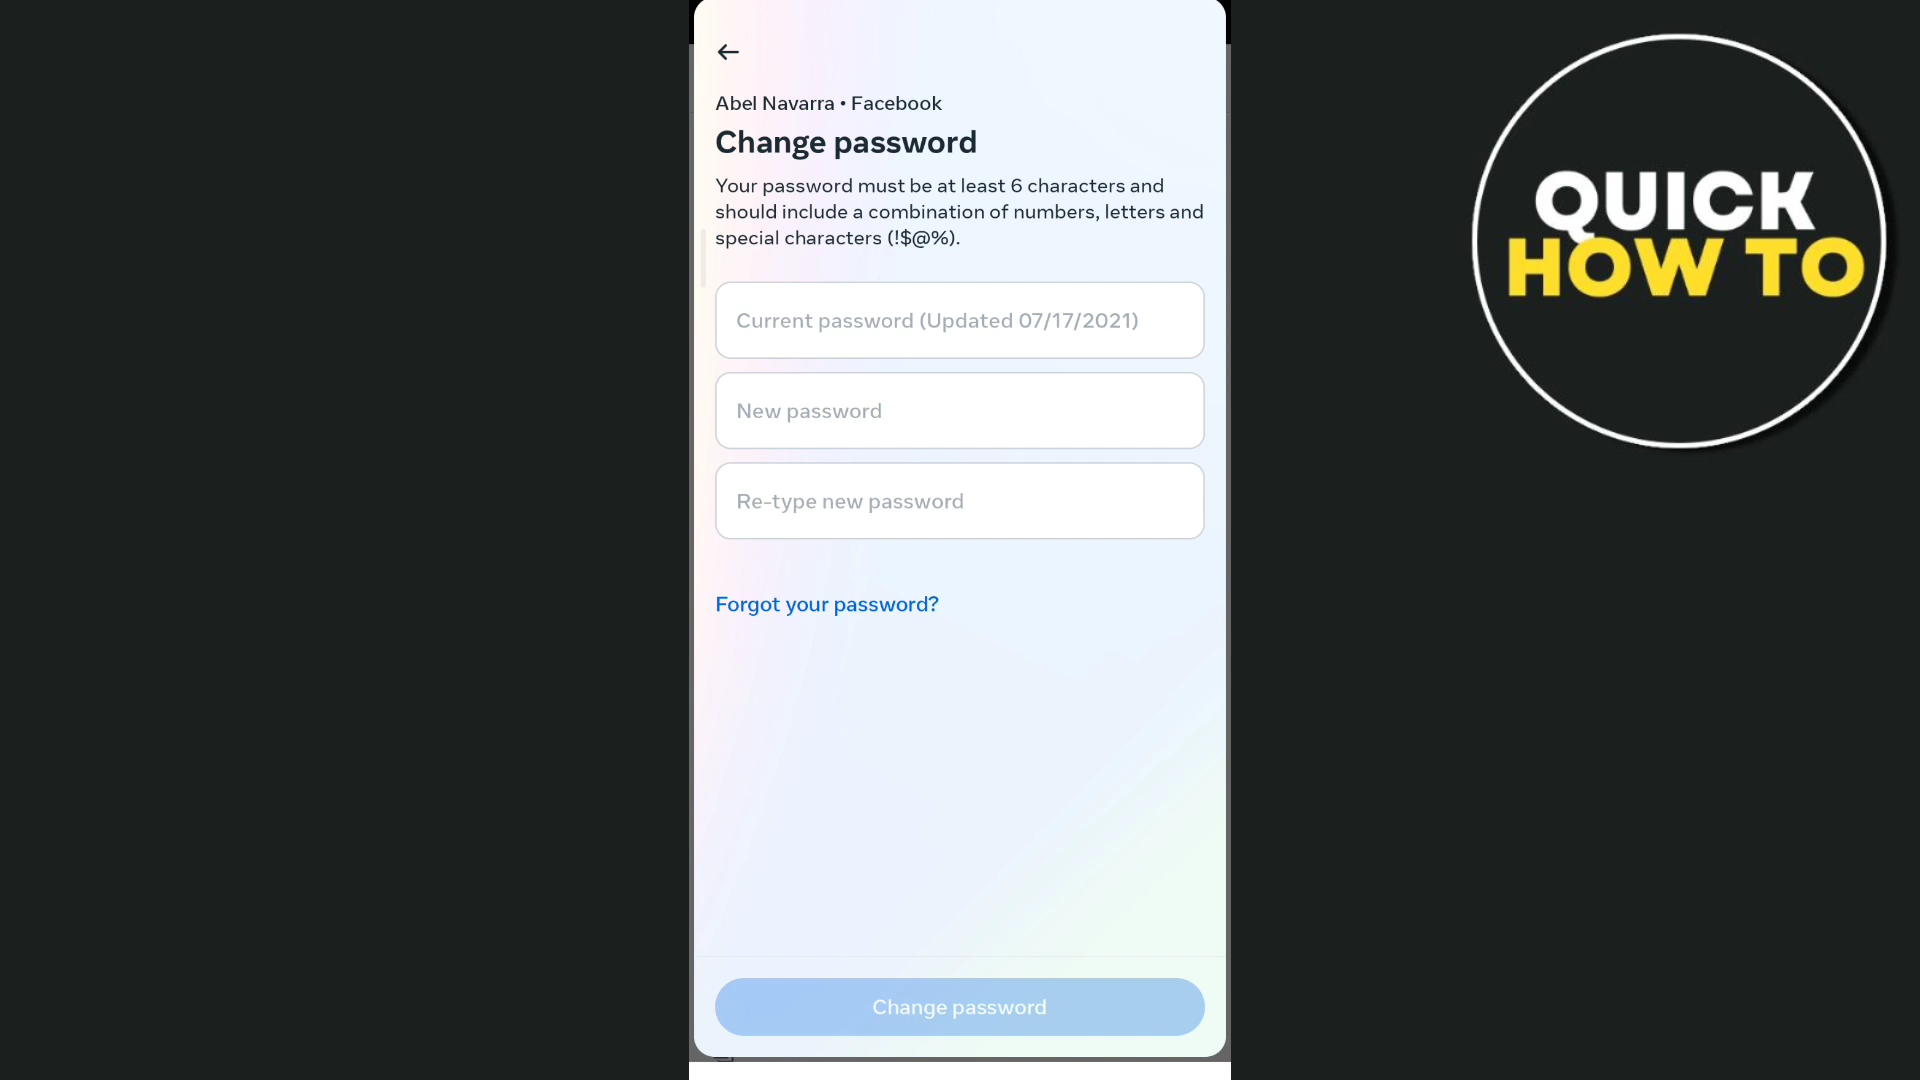 Abel Navarra • Facebook
Change password
Your password must be at least 6 characters and
should include a combination of numbers, letters and
special characters (!$@%).
Current password (Updated 07/17/2021)
New password
Re-type new password
Forgot your password?
Change password
QUICK
HOW TO